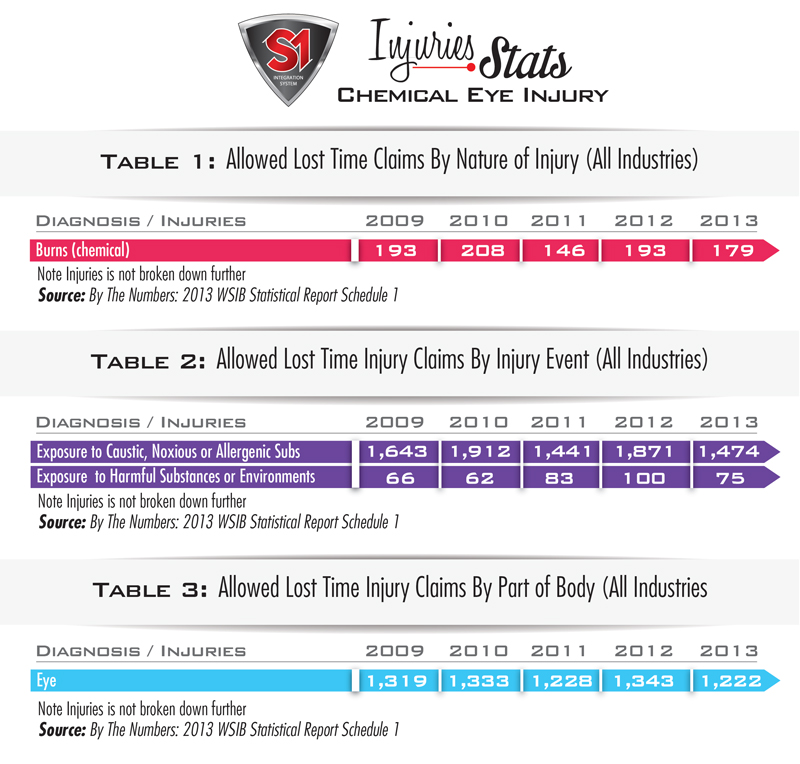 S1
INTEGRATION
SYSTEM
Injuries Stats
CHEMICAL EYE INJURY
TABLE 1: Allowed Lost Time Claims By Nature of Injury (All Industries)
DIAGNOSIS / INJURIES 2009 2010 2011 2012 2013
Burns (chemical) 193 208 146 193 179
Note Injuries is not broken down further
Source: By The Numbers: 2013 WSIB Statistical Report Schedule 1
TABLE 2: Allowed Lost Time Injury Claims By Injury Event (All Industries)
DIAGNOSIS / INJURIES 2009 2010 2011 2012 2013
Exposure to Caustic, Noxious or Allergenic Subs 1,643 1,912 1,441 1,871 1,474
Exposure to Harmful Substances or Environments 66 62 83 100 75
Note Injuries is not broken down further
Source: By The Numbers: 2013 WSIB Statistical Report Schedule 1
TABLE 3: Allowed Lost Time Injury Claims By Part of Body (All Industries
DIAGNOSIS / INJURIES 2009 2010 2011 2012 2013
Eye 1,319 1,333 1,228 1,343 1,222
Note Injuries is not broken down further
Source: By The Numbers: 2013 WSIB Statistical Report Schedule 1